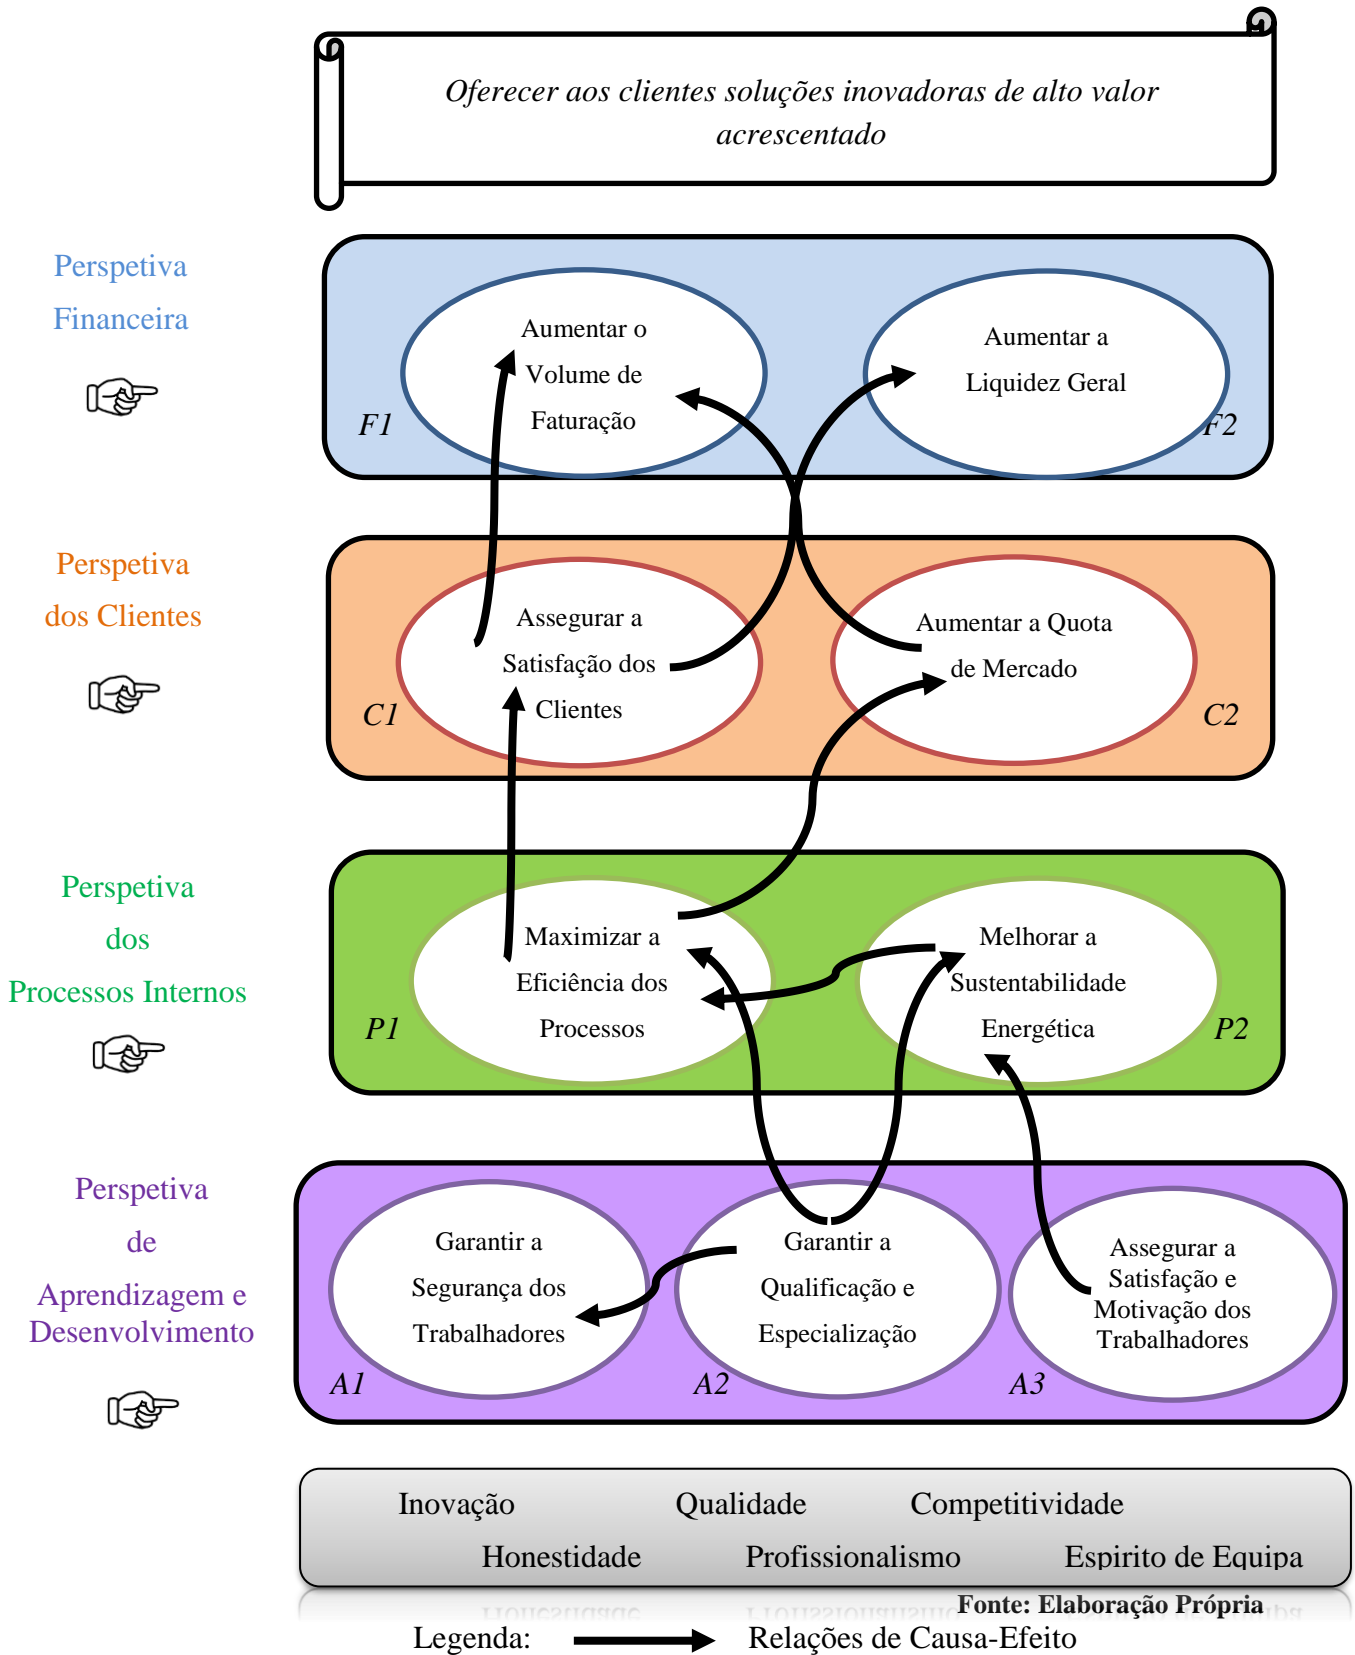 Oferecer aos clientes soluções inovadoras de alto valor
acrescentado
Perspetiva
Financeira
Aumentar o
Volume de
Faturação
F1
Aumentar a
Liquidez Geral
F2
Perspetiva
dos Clientes
Assegurar a
Satisfação dos
Clientes
C1
Aumentar a Quota
de Mercado
C2
Perspetiva
dos
Processos Internos
Maximizar a
Eficiência dos
Processos
P1
Melhorar a
Sustentabilidade
Energética
P2
Perspetiva
de
Aprendizagem e
Desenvolvimento
Garantir a
Segurança dos
Trabalhadores
A1
Garantir a
Qualificação e
Especialização
A2
Assegurar a
Satisfação e
Motivação dos
Trabalhadores
A3
Inovação Qualidade Competitividade
Honestidade Profissionalismo Espirito de Equipa
Fonte: Elaboração Própria
Legenda: Relações de Causa-Efeito